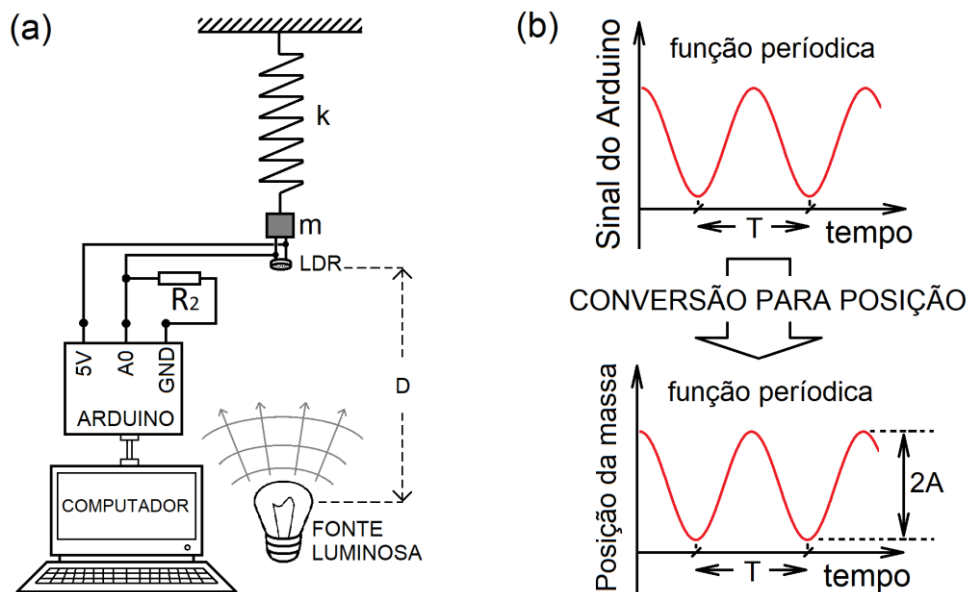 (a)
k
m
LDR
R2
5V
A0
GND
ARDUINO
D
COMPUTADOR
FONTE
LUMINOSA
(b)
função períodica
Sinal do Arduino
T
tempo
CONVERSÃO PARA POSIÇÃO
função períodica
Posição da massa
2A
T
tempo